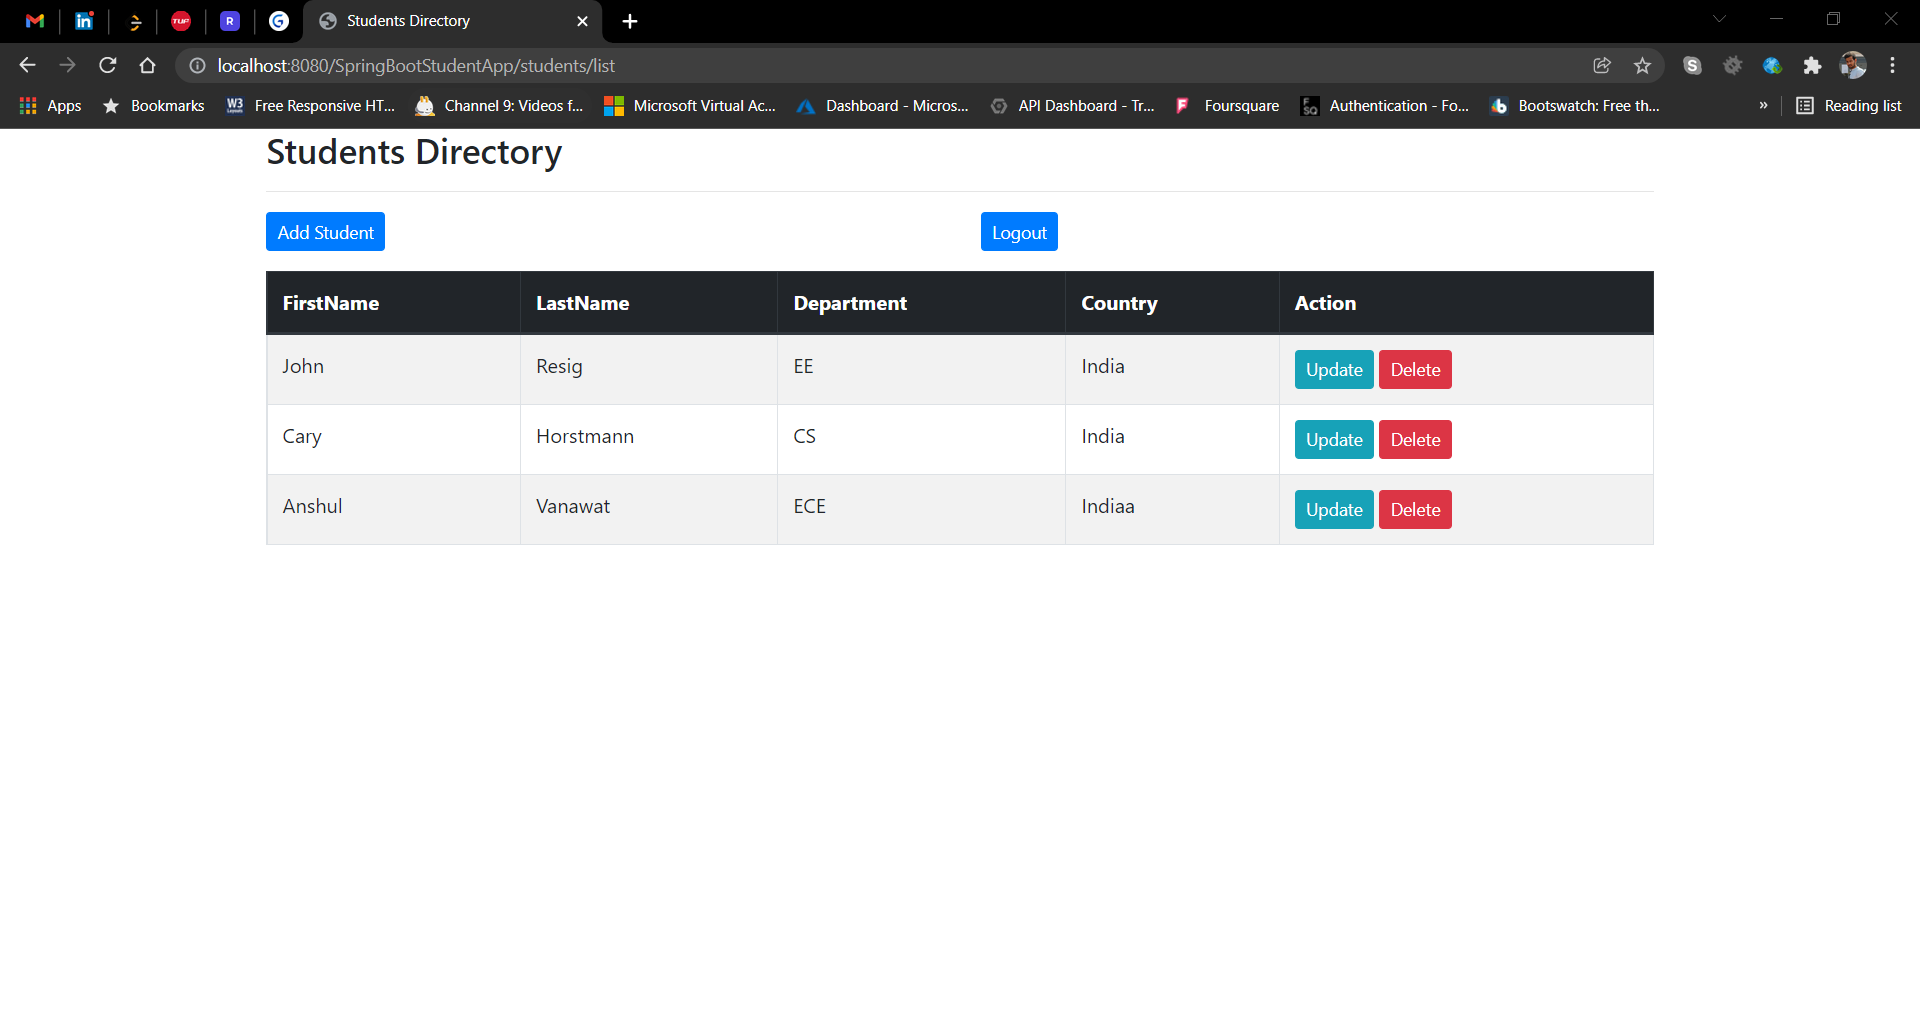 Students Directory
localhost:8080/SpringBootStudentApp/students/list
Apps Bookmarks Free Responsive HT... Channel 9: Videos f... Microsoft Virtual Ac... Dashboard - Micros... API Dashboard - Tr... Foursquare Authentication - Fo... Bootswatch: Free th... » Reading list
Students Directory
Add Student Logout
FirstName LastName Department Country Action
John Resig EE India Update Delete
Cary Horstmann CS India Update Delete
Anshul Vanawat ECE Indiaa Update Delete